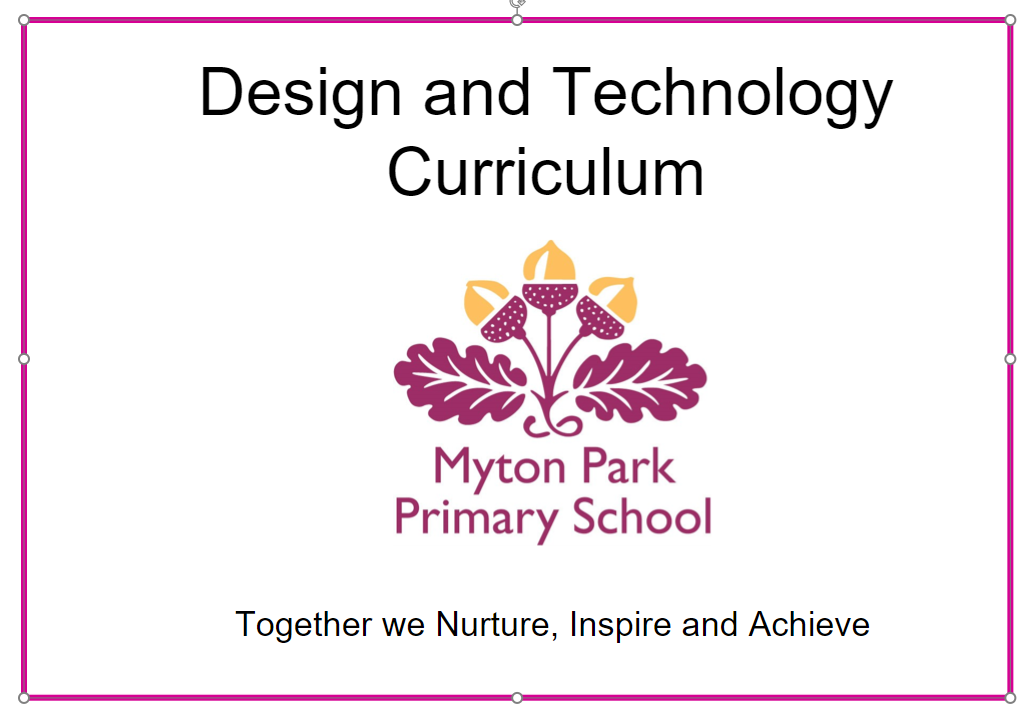 Design and Technology
Curriculum
Myton Park
Primary School
Together we Nurture, Inspire and Achieve